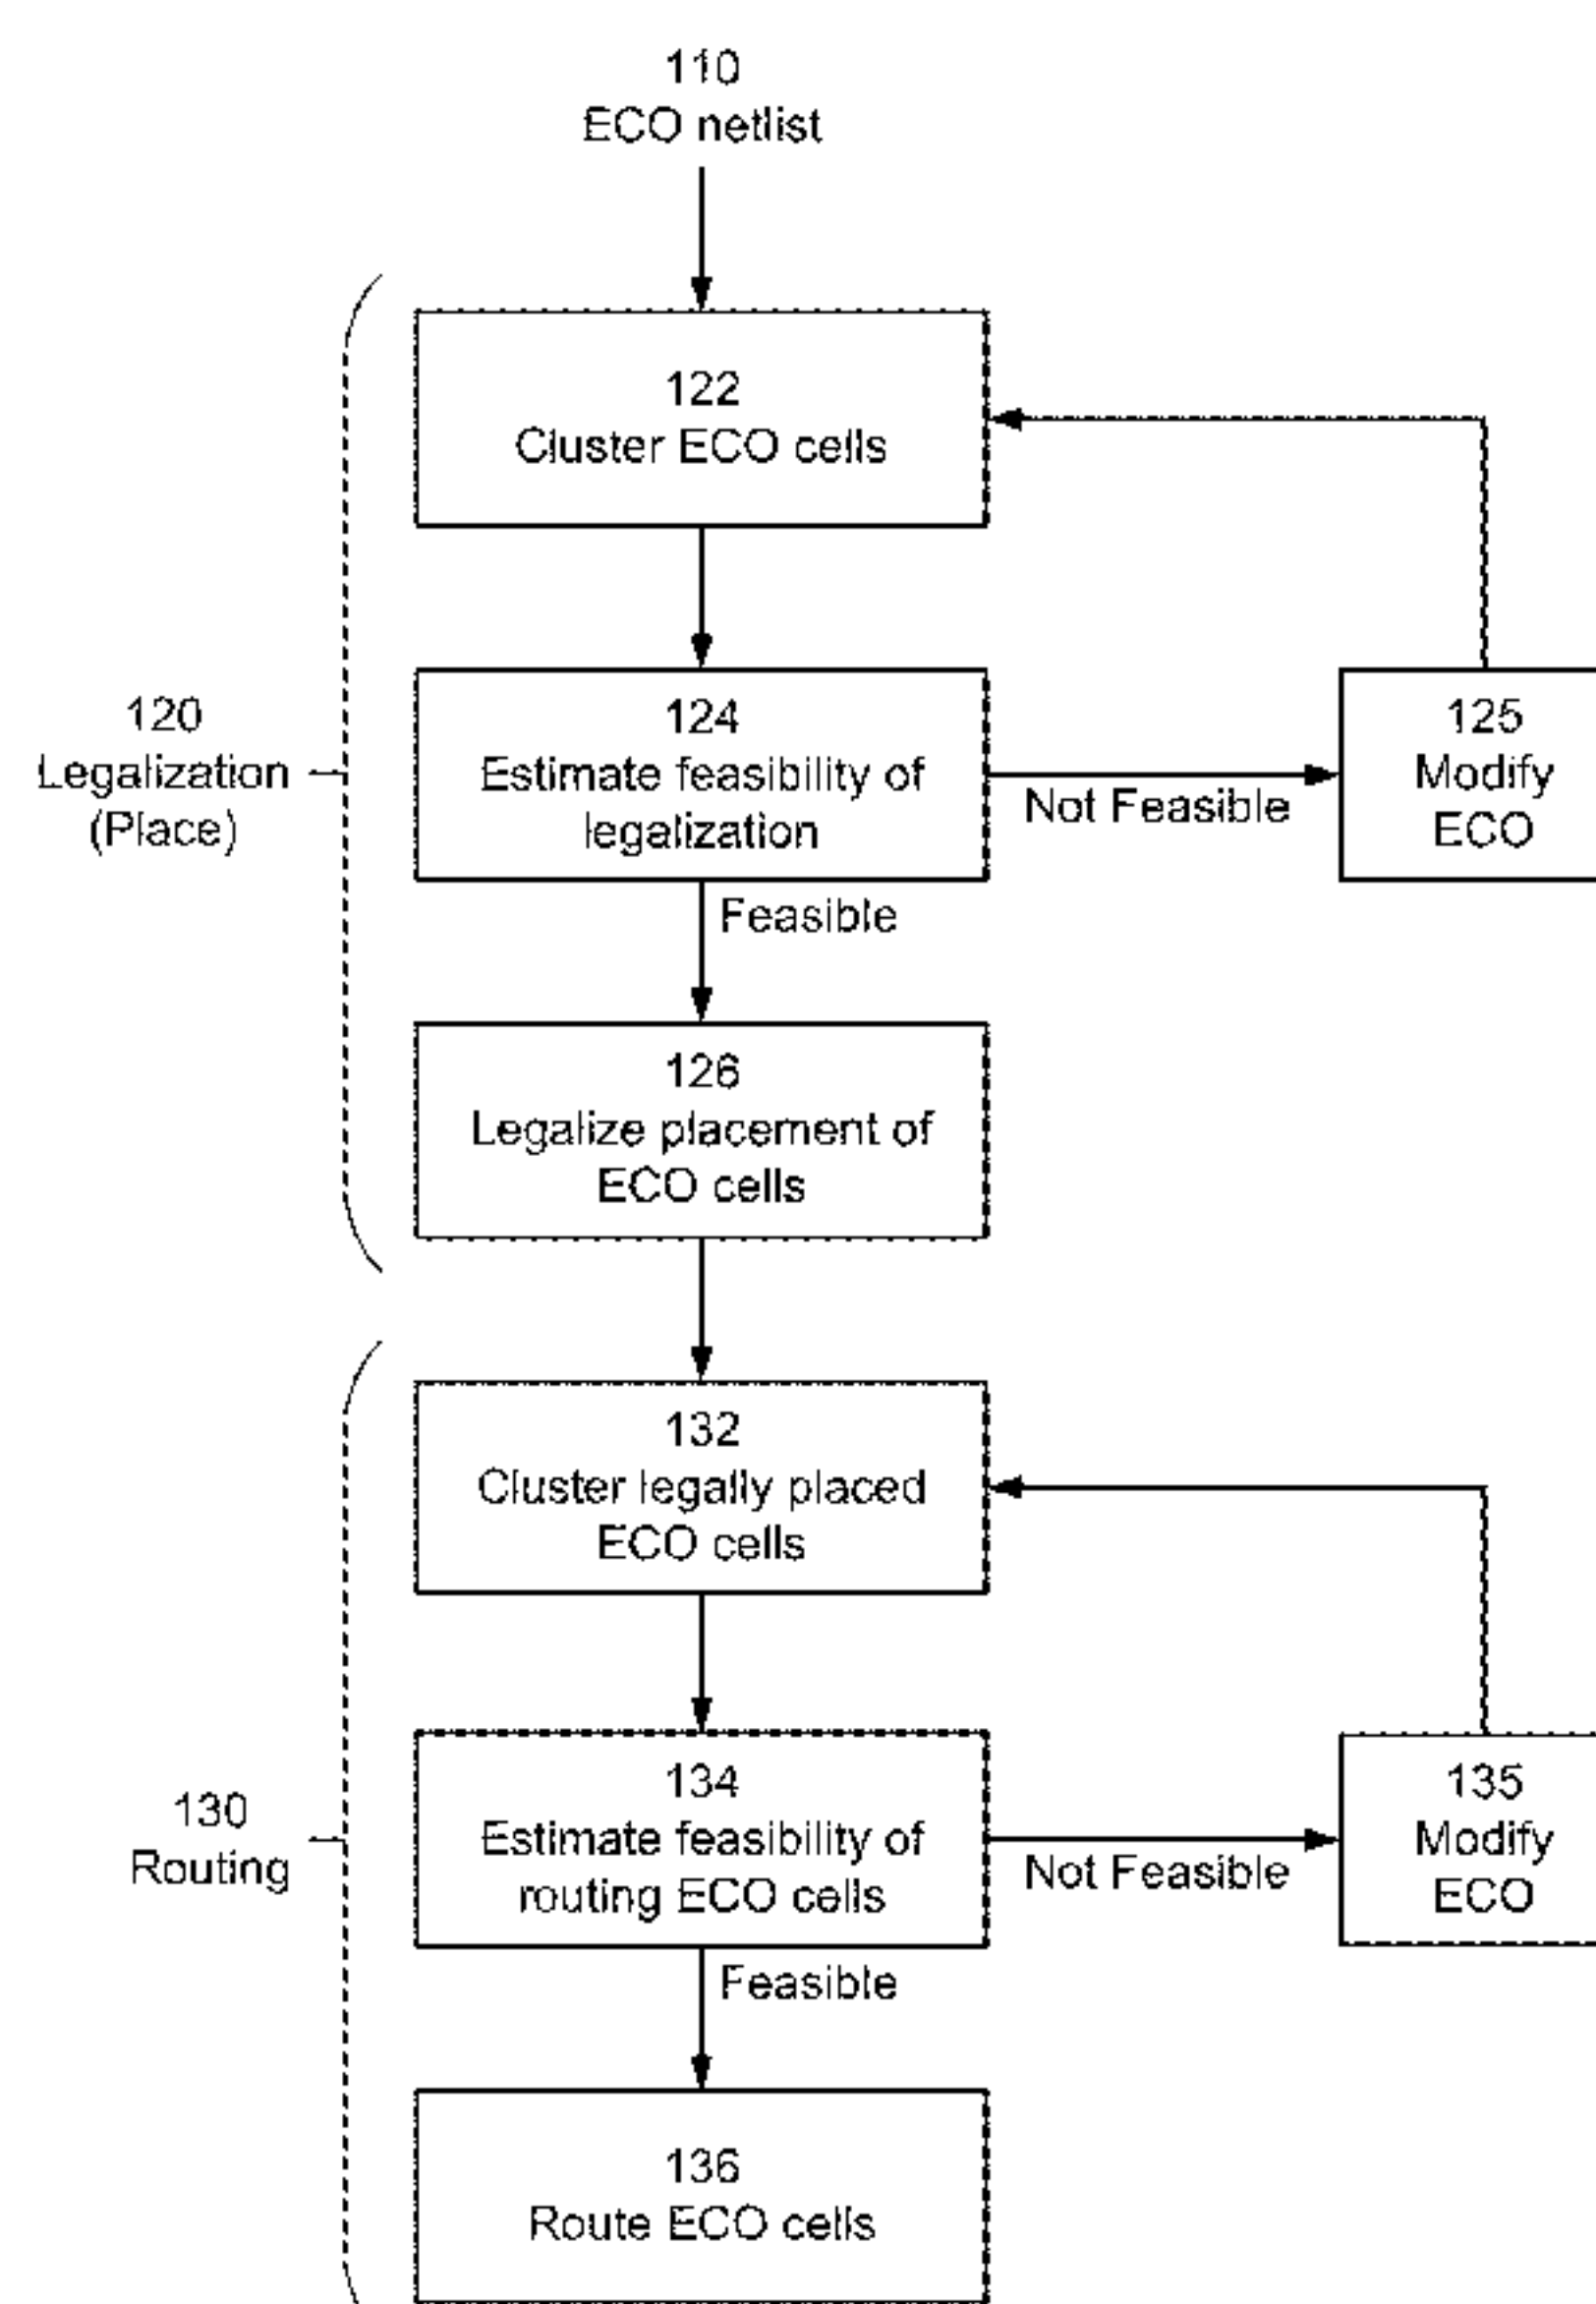 110
ECO netlist
122
Cluster ECO cells
120
Legalization
(Place)
124
Estimate feasibility of
legalization
Not Feasible
125
Modify
ECO
Feasible
126
Legalize placement of
ECO cells
132
Cluster legally placed
ECO cells
130
Routing
134
Estimate feasibility of
routing ECO cells
Not Feasible
135
Modify
ECO
Feasible
136
Route ECO cells